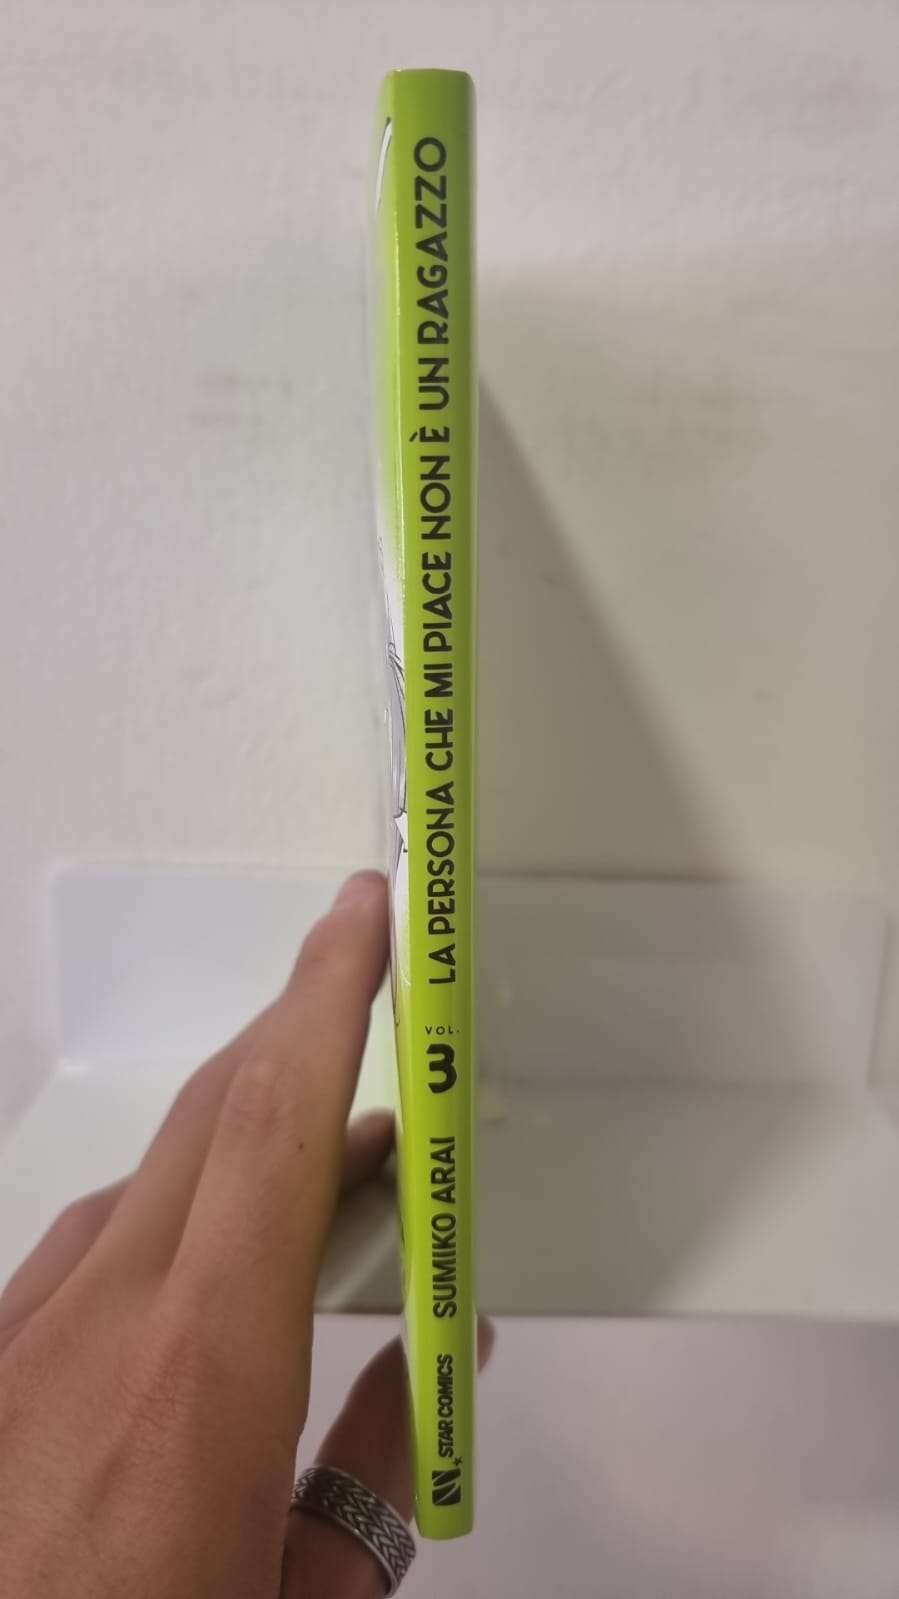 LA PERSONA CHE MI PIACE NON È UN RAGAZZO
VOL.
3
SUMIKO ARAI
STAR COMICS